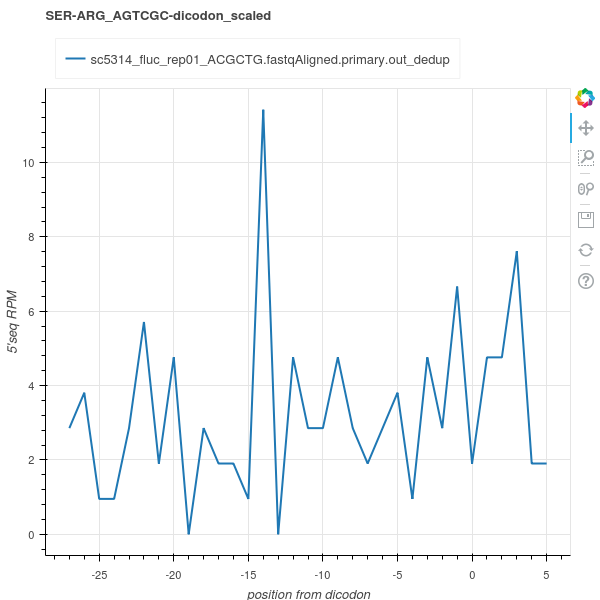 SER-ARG_AGTCGC-dicodon_scaled
sc5314_fluc_rep01_ACGCTG.fastqAligned.primary.out_dedup
10
8
6
4
2
0
5'seq RPM
-25 -20 -15 -10 -5 0 5
position from dicodon